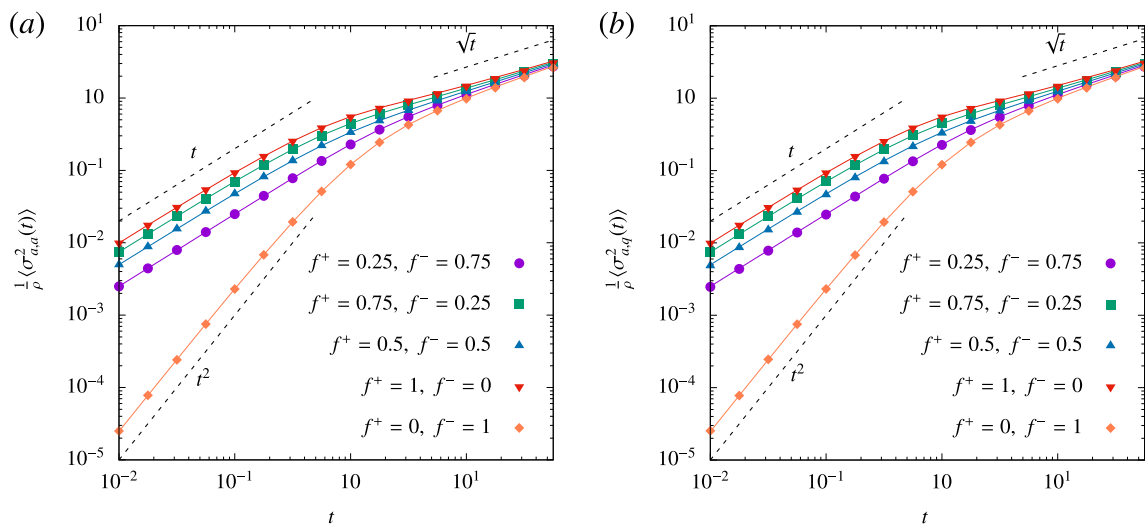 (a)
10^1
10
10^{-1}
10^{-2}
10^{-3}
10^{-4}
10^{-5}
\frac{1}{\rho}⟨σ^2_{a,a}(t)⟩
√t
t
t^2
f^+ = 0.25, f^- = 0.75
f^+ = 0.75, f^- = 0.25
f^+ = 0.5, f^- = 0.5
f^+ = 1, f^- = 0
f^+ = 0, f^- = 1
10^{-2} 10^{-1} 10 10^1
t
(b)
10^1
10
10^{-1}
10^{-2}
10^{-3}
10^{-4}
10^{-5}
\frac{1}{\rho}⟨σ^2_{a,q}(t)⟩
√t
t
t^2
f^+ = 0.25, f^- = 0.75
f^+ = 0.75, f^- = 0.25
f^+ = 0.5, f^- = 0.5
f^+ = 1, f^- = 0
f^+ = 0, f^- = 1
10^{-2} 10^{-1} 10 10^1
t